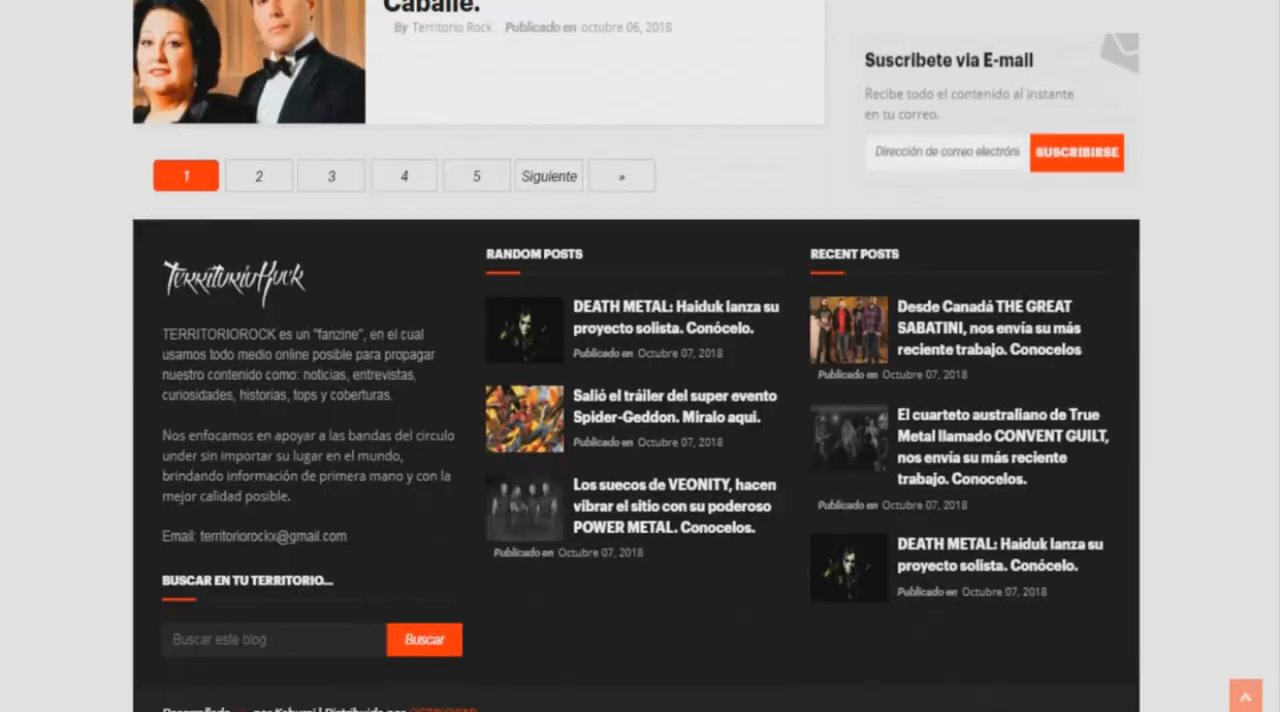 Caballé.
By Territorio Rock Publicado en octubre 06, 2018
Suscribete via E-mail
Recibe todo el contenido al instante
en tu correo.
Dirección de correo electróni SUSCRIBIRSE
1 2 3 4 5 Siguiente »
TerritorioRock
TERRITORIOROCK es un "fanzine", en el cual
usamos todo medio online posible para propagar
nuestro contenido como: noticias, entrevistas,
curiosidades, historias, tops y coberturas.
Nos enfocamos en apoyar a las bandas del circulo
under sin importar su lugar en el mundo,
brindando información de primera mano y con la
mejor calidad posible.
Email: territoriorockx@gmail.com
BUSCAR EN TU TERRITORIO...
Buscar este blog Buscar
RANDOM POSTS
DEATH METAL: Haiduk lanza su
proyecto solista. Conócelo.
Publicado en Octubre 07, 2018
Salió el tráiler del super evento
Spider-Geddon. Miralo aqui.
Publicado en Octubre 07, 2018
Los suecos de VEONITY, hacen
vibrar el sitio con su poderoso
POWER METAL. Conocelos.
Publicado en Octubre 07, 2018
RECENT POSTS
Desde Canadá THE GREAT
SABATINI, nos envía su más
reciente trabajo. Conocelos
Publicado en Octubre 07, 2018
El cuarteto australiano de True
Metal llamado CONVENT GUILT,
nos envía su más reciente
trabajo. Conocelos.
Publicado en Octubre 07, 2018
DEATH METAL: Haiduk lanza su
proyecto solista. Conócelo.
Publicado en Octubre 07, 2018
Desarrollado por Kabumi | Distribuido por